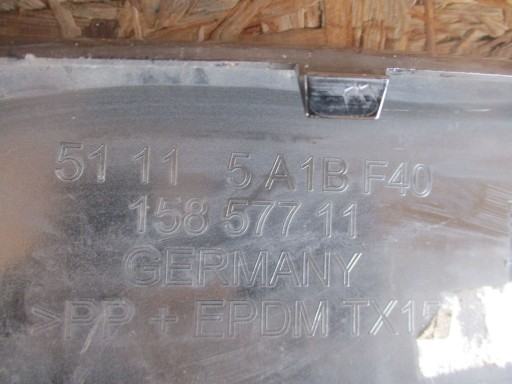 51 11 5 A1B F40
158 577 11
GERMANY
>PP + EPDM TX15